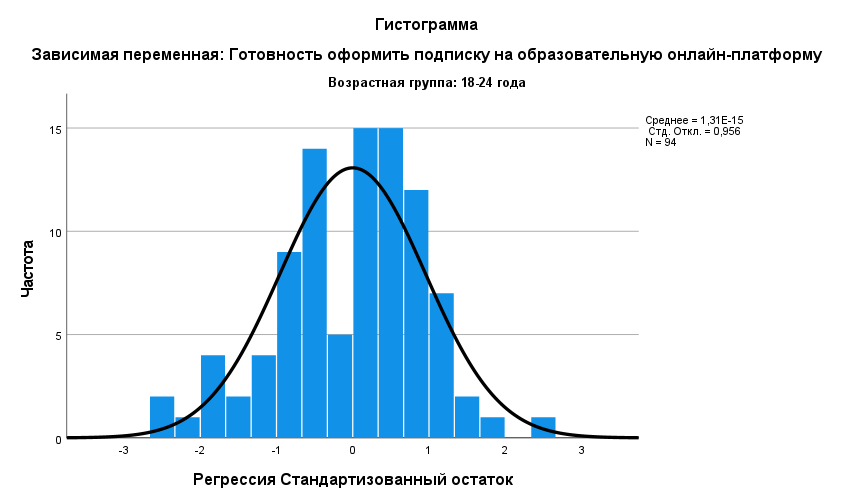 Гистограмма
Зависимая переменная: Готовность оформить подписку на образовательную онлайн-платформу
Возрастная группа: 18-24 года
Среднее = 1,31E-15
Стд. Откл. = 0,956
N = 94
Частота
15
10
5
0
-3 -2 -1 0 1 2 3
Регрессия Стандартизованный остаток